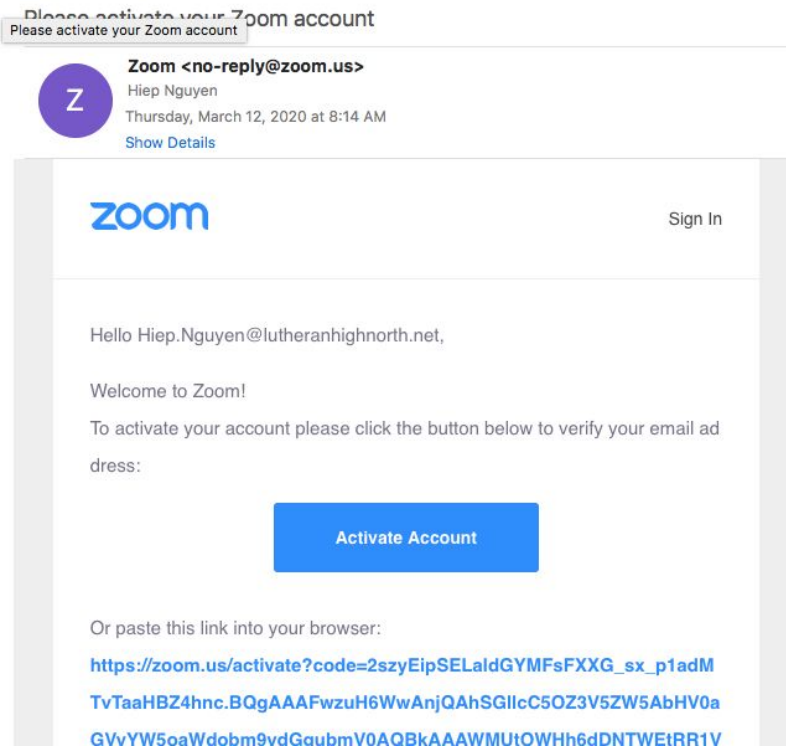 Please activate your Zoom account
Please activate your Zoom account
Zoom <no-reply@zoom.us>
Z
Hiep Nguyen
Thursday, March 12, 2020 at 8:14 AM
Show Details
zoom
Sign In
Hello Hiep.Nguyen@lutheranhighnorth.net,
Welcome to Zoom!
To activate your account please click the button below to verify your email ad
dress:
Activate Account
Or paste this link into your browser:
https://zoom.us/activate?code=2szyEipSELaldGYMFsFXXG_sx_p1adM
TvTaaHBZ4hnc.BQgAAAFwzuH6WwAnjQAhSGllcC5OZ3V5ZW5AbHV0a
GVyYW5oaWdobm9ydGgubmV0AQBkAAAWMUtOWHh6dDNTWEtRR1V